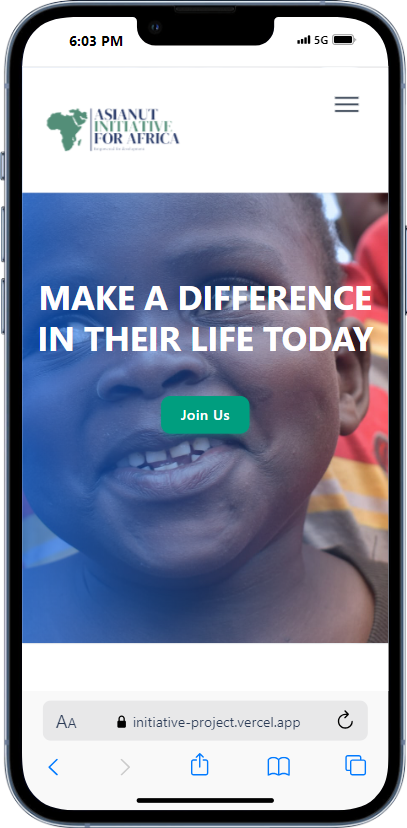 6:03 PM
5G
ASIANUT
INITIATIVE
FOR AFRICA
MAKE A DIFFERENCE
IN THEIR LIFE TODAY
Join Us
AA
initiative-project.vercel.app